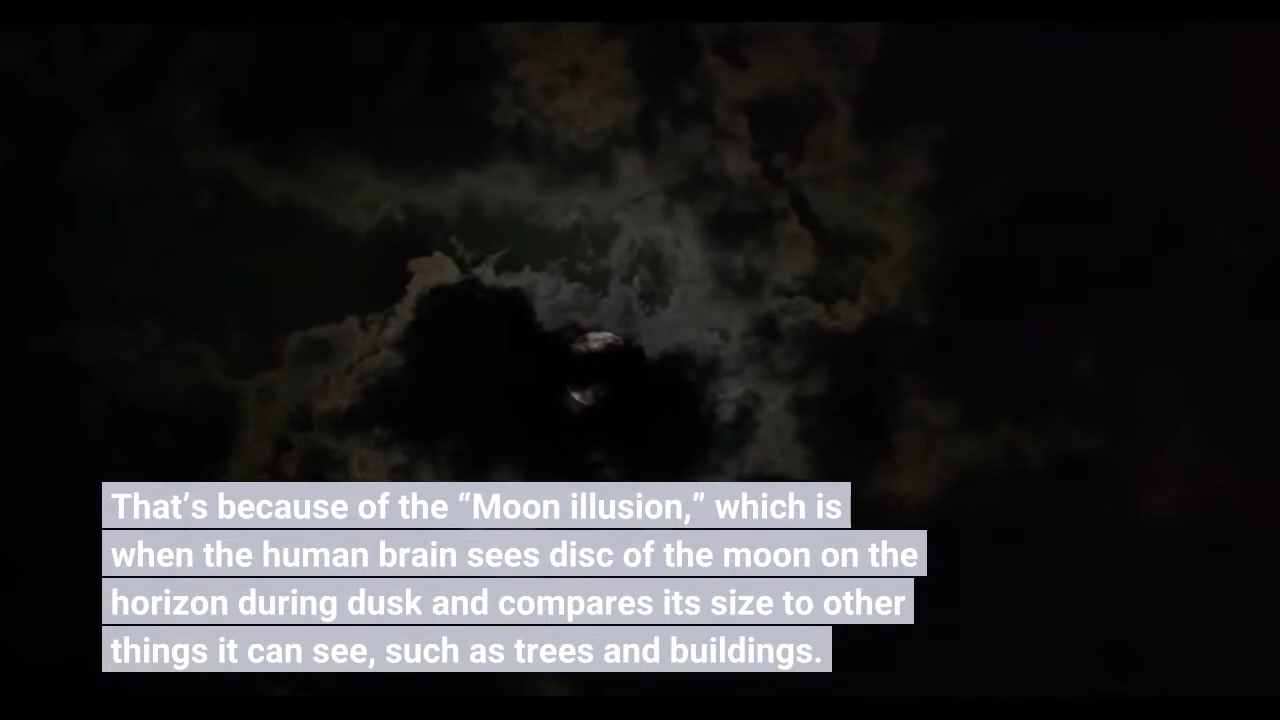 That’s because of the “Moon illusion,” which is
when the human brain sees disc of the moon on the
horizon during dusk and compares its size to other
things it can see, such as trees and buildings.